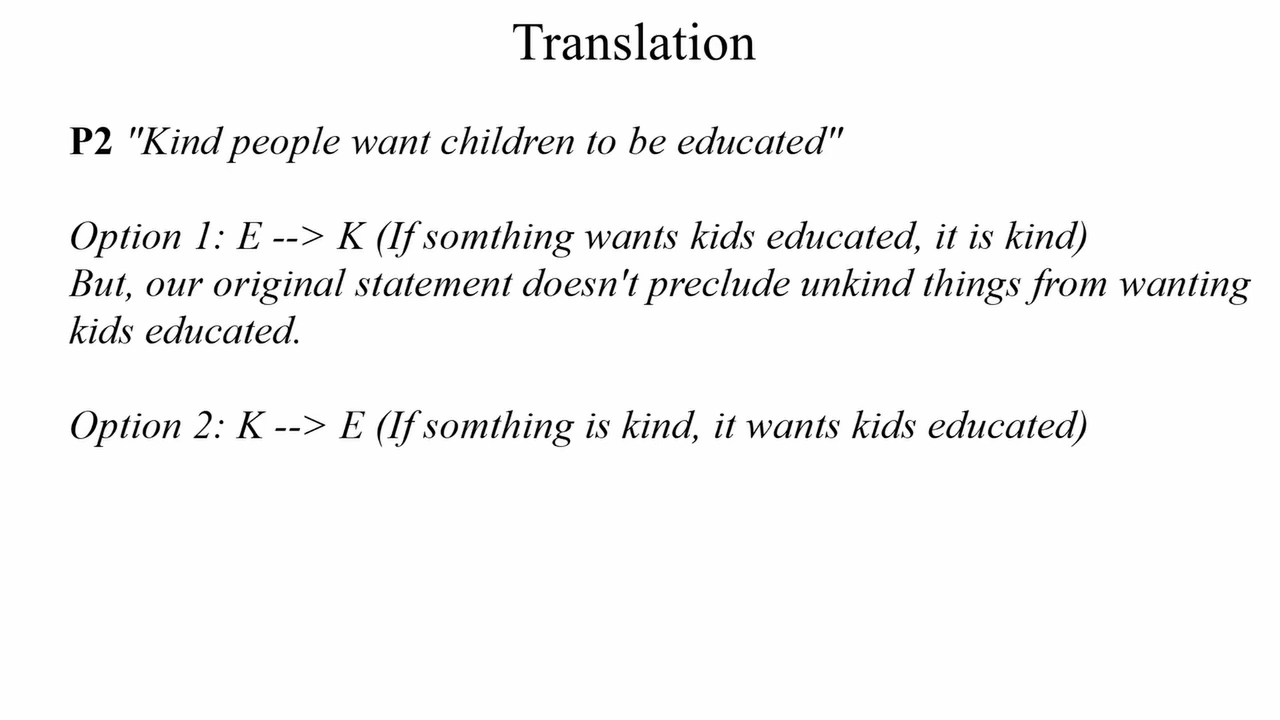 Translation
P2 "Kind people want children to be educated"
Option 1: E --> K (If somthing wants kids educated, it is kind)
But, our original statement doesn't preclude unkind things from wanting
kids educated.
Option 2: K --> E (If somthing is kind, it wants kids educated)